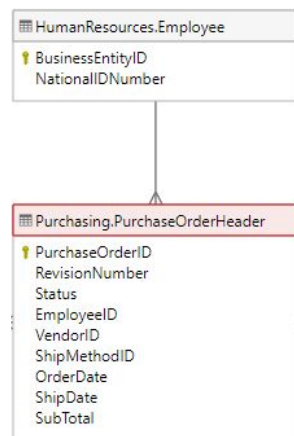 HumanResources.Employee
BusinessEntityID
NationalIDNumber
Purchasing.PurchaseOrderHeader
PurchaseOrderID
RevisionNumber
Status
EmployeeID
VendorID
ShipMethodID
OrderDate
ShipDate
SubTotal